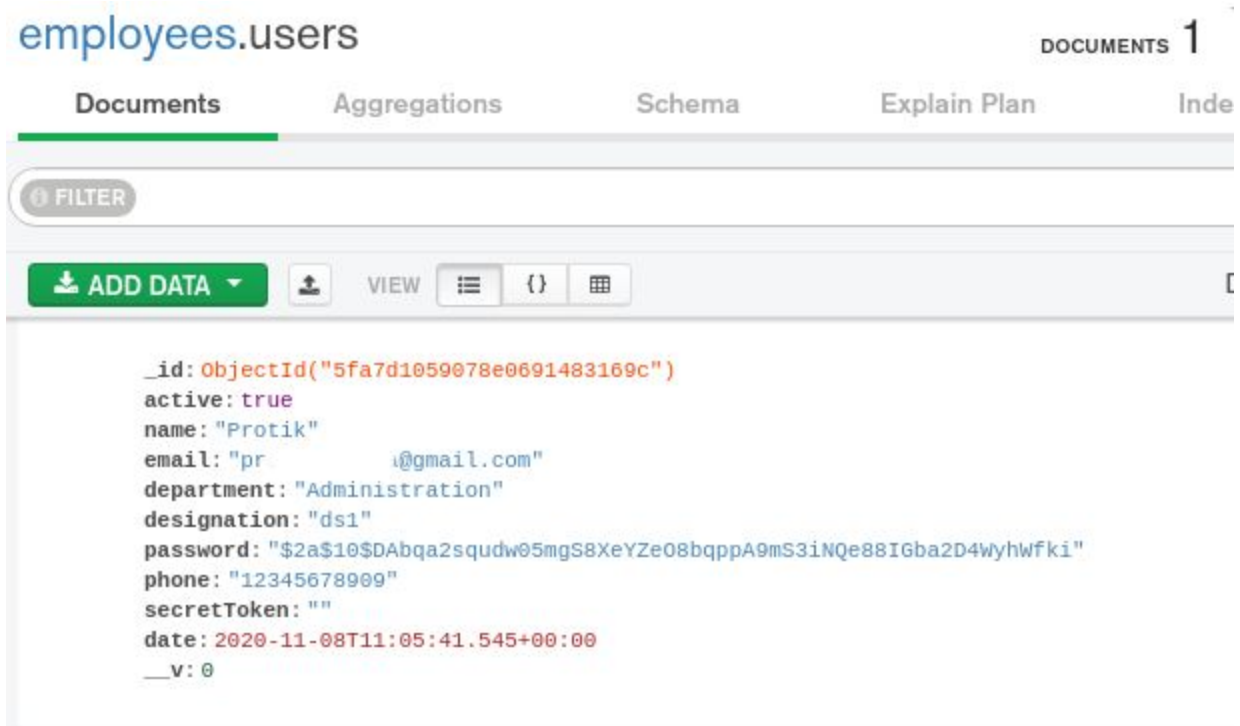 employees.users
DOCUMENTS 1
Documents Aggregations Schema Explain Plan Inde
FILTER
ADD DATA VIEW {}
_id: ObjectId("5fa7d1059078e0691483169c")
active: true
name: "Protik"
email: "pr @gmail.com"
department: "Administration"
designation: "ds1"
password: "$2a$10$DAbqa2squdw05mgS8XeYZeO8bqppA9mS3iNQe88IGba2D4WyhWfki"
phone: "12345678909"
secretToken: ""
date: 2020-11-08T11:05:41.545+00:00
__v: 0